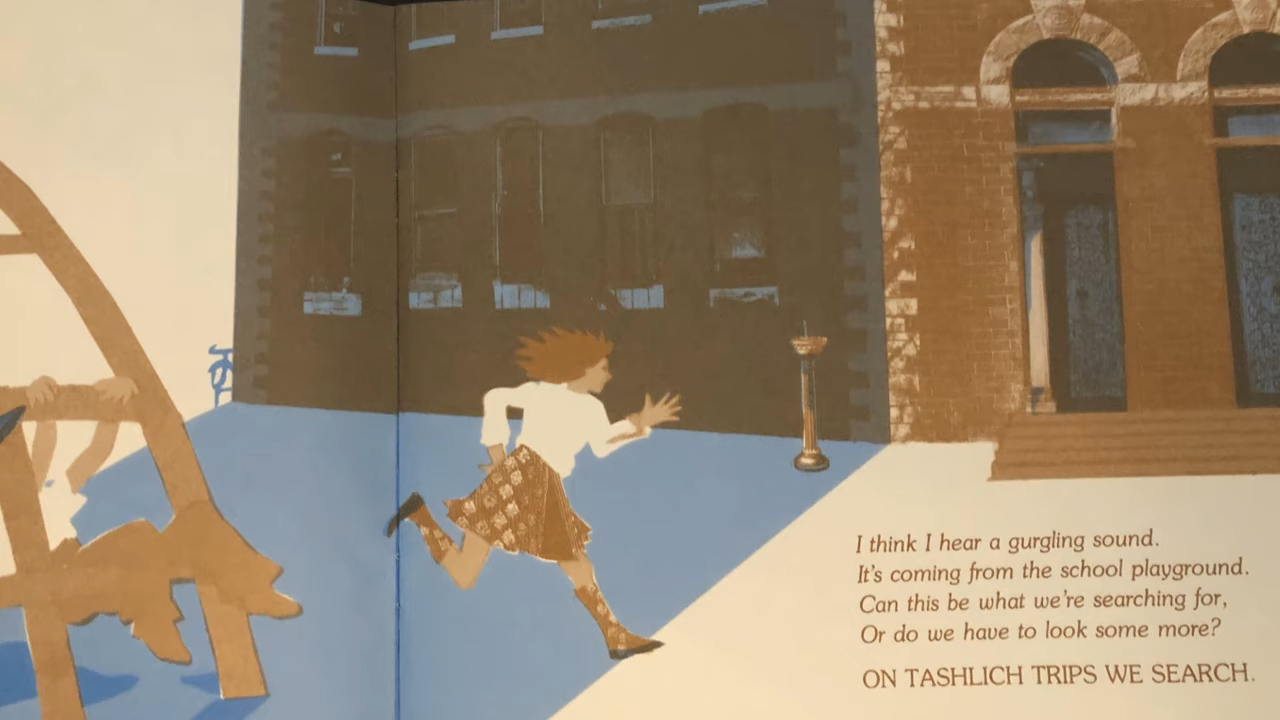 I think I hear a gurgling sound.
It's coming from the school playground.
Can this be what we're searching for,
Or do we have to look some more?
ON TASHLICH TRIPS WE SEARCH.